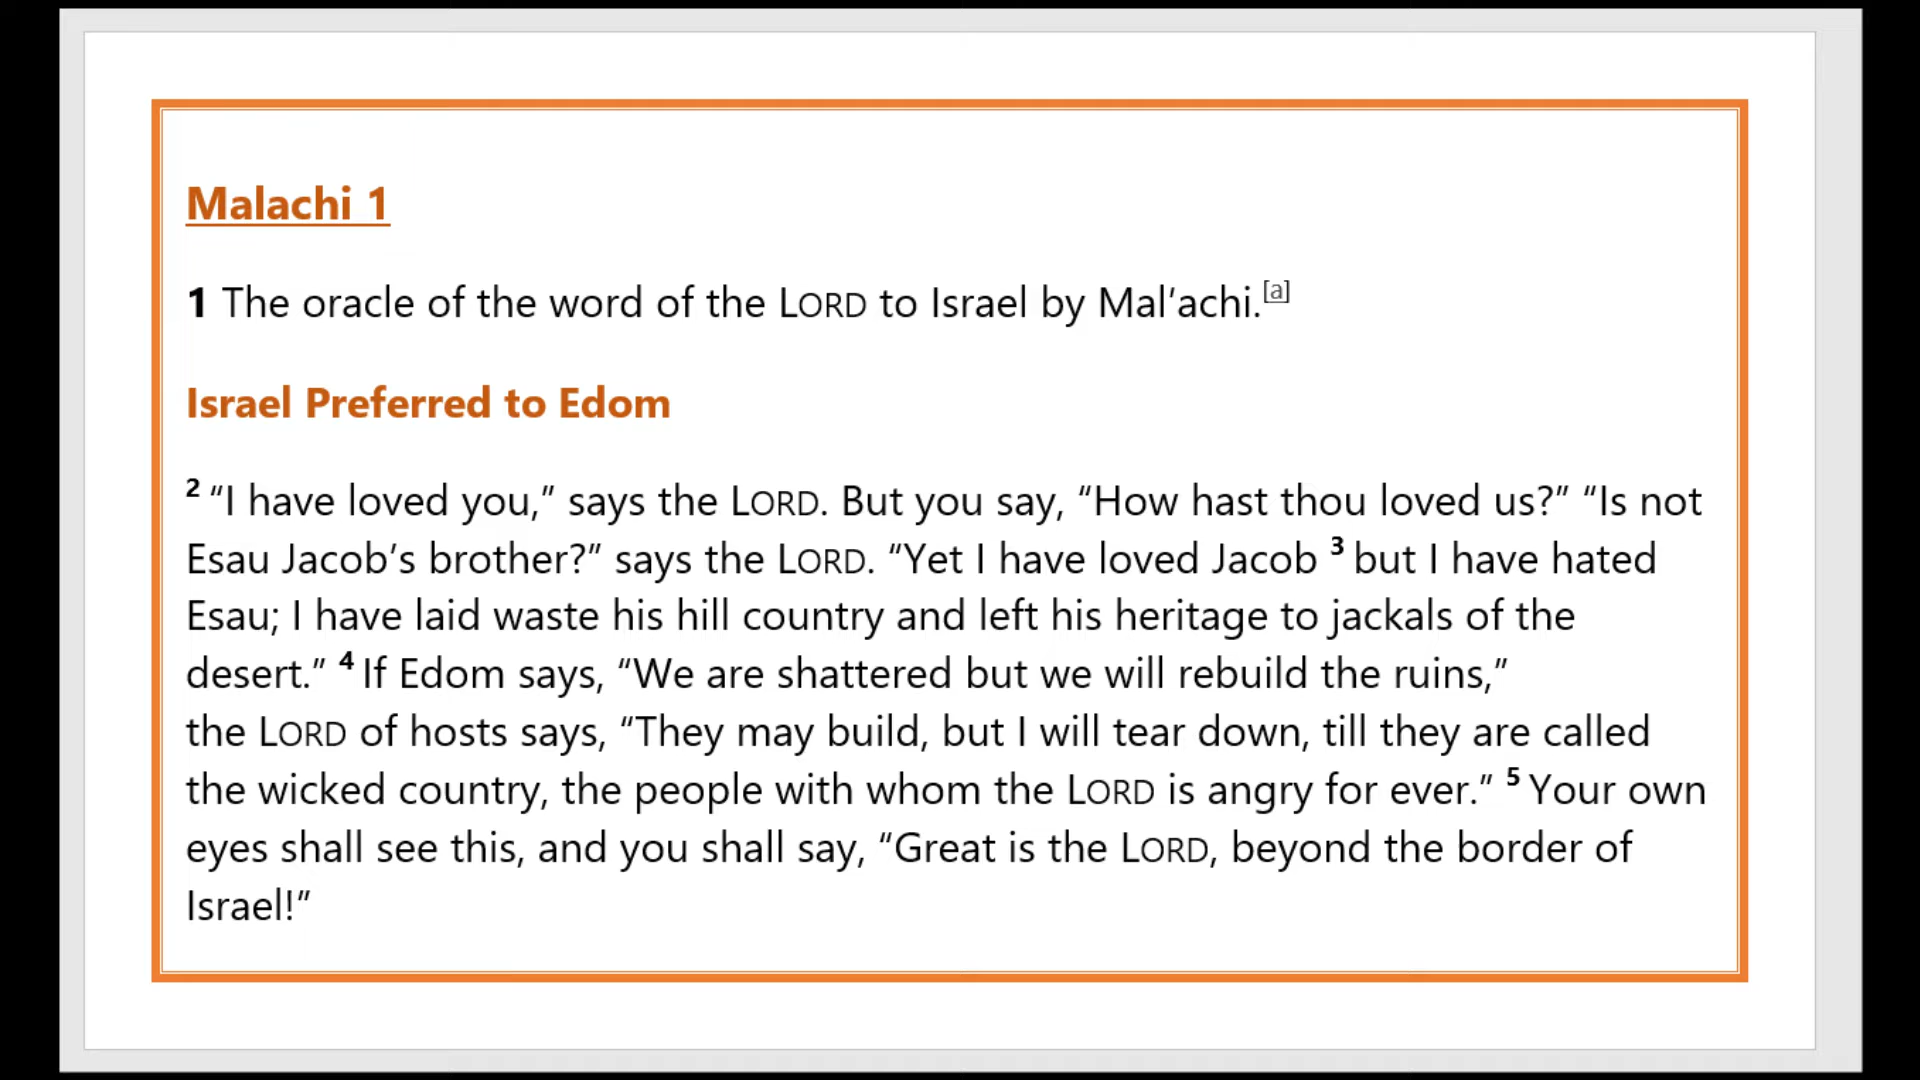 Malachi 1
1 The oracle of the word of the LORD to Israel by Mal’achi.[a]
Israel Preferred to Edom
2 “I have loved you,” says the LORD. But you say, “How hast thou loved us?” “Is not
Esau Jacob’s brother?” says the LORD. “Yet I have loved Jacob 3 but I have hated
Esau; I have laid waste his hill country and left his heritage to jackals of the
desert.” 4 If Edom says, “We are shattered but we will rebuild the ruins,”
the LORD of hosts says, “They may build, but I will tear down, till they are called
the wicked country, the people with whom the LORD is angry for ever.” 5 Your own
eyes shall see this, and you shall say, “Great is the LORD, beyond the border of
Israel!”